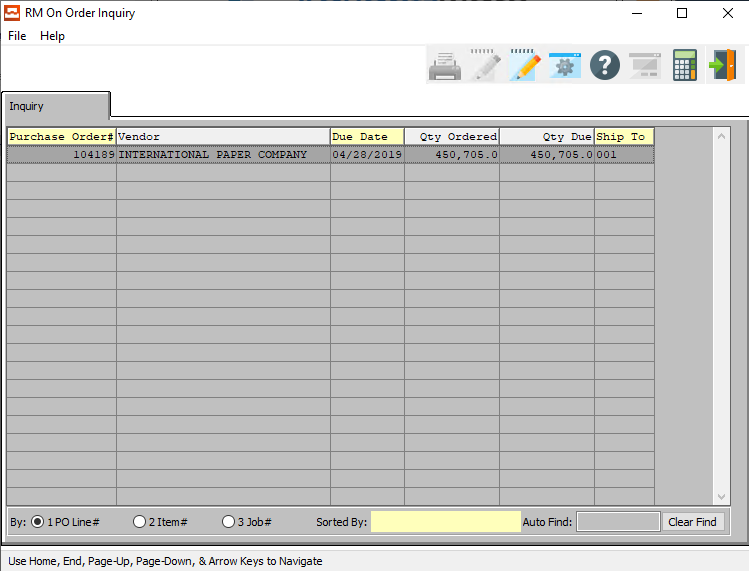 RM On Order Inquiry
File Help
Inquiry
Purchase Order# Vendor Due Date Qty Ordered Qty Due Ship To
104189 INTERNATIONAL PAPER COMPANY 04/28/2019 450,705.0 450,705.0 001
By: 1 PO Line# 2 Item# 3 Job# Sorted By: Auto Find: Clear Find
Use Home, End, Page-Up, Page-Down, & Arrow Keys to Navigate